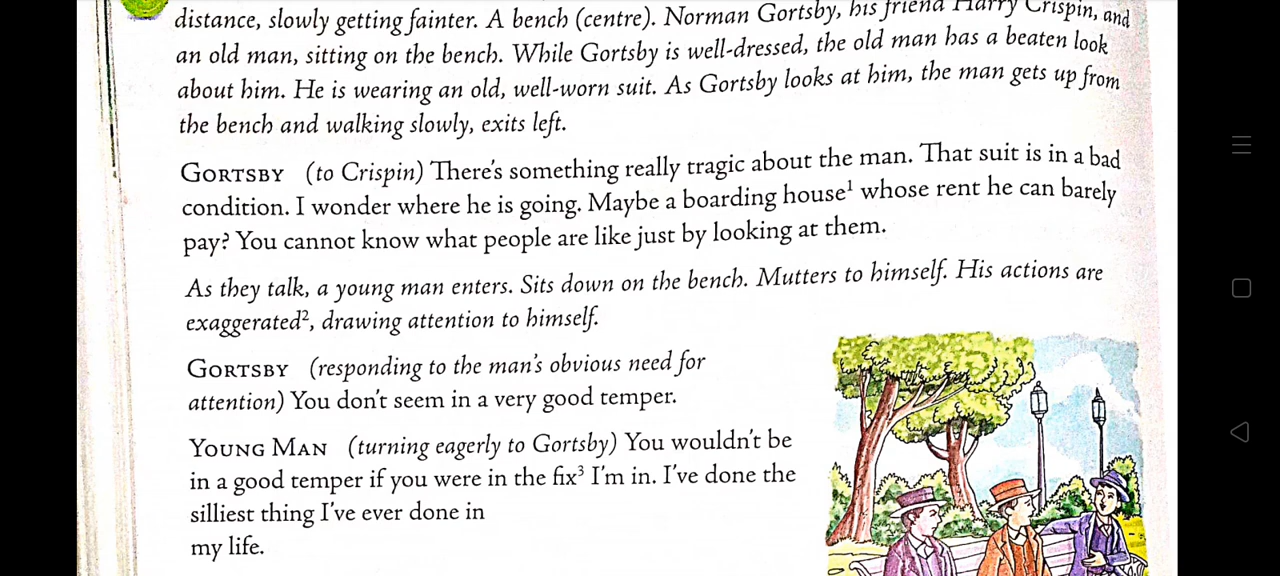 distance, slowly getting fainter. A bench (centre). Norman Gortsby, his friend Harry Crispin, and
an old man, sitting on the bench. While Gortsby is well-dressed, the old man has a beaten look
about him. He is wearing an old, well-worn suit. As Gortsby looks at him, the man gets up from
the bench and walking slowly, exits left.
GORTSBY (to Crispin) There's something really tragic about the man. That suit is in a bad
condition. I wonder where he is going. Maybe a boarding house¹ whose rent he can barely
pay? You cannot know what people are like just by looking at them.
As they talk, a young man enters. Sits down on the bench. Mutters to himself. His actions are
exaggerated², drawing attention to himself.
GORTSBY (responding to the man's obvious need for
attention) You don't seem in a very good temper.
YOUNG MAN (turning eagerly to Gortsby) You wouldn't be
in a good temper if you were in the fix³ I'm in. I've done the
silliest thing I've ever done in
my life.